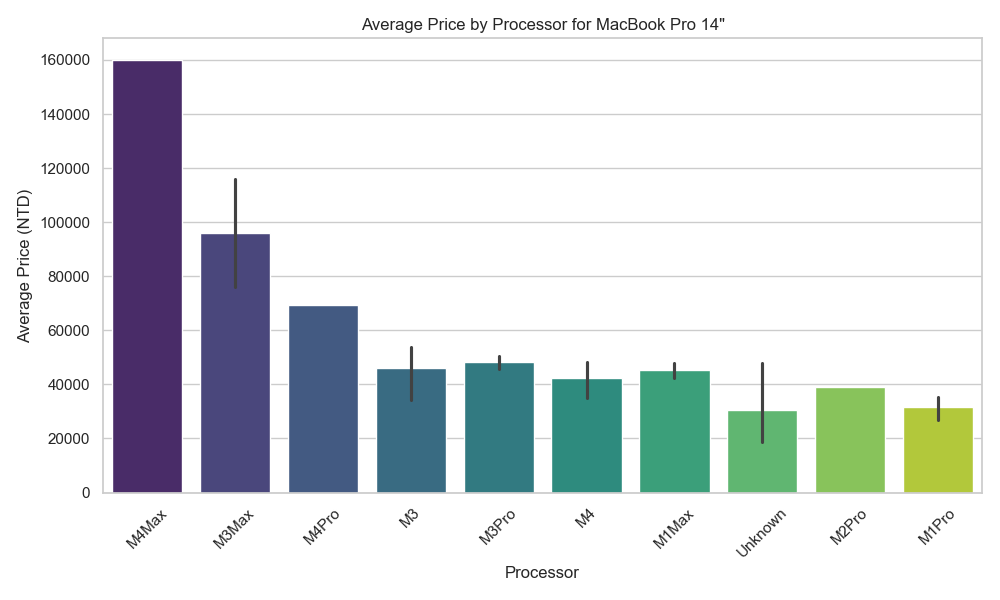 Average Price by Processor for MacBook Pro 14"
Average Price (NTD)
160000
140000
120000
100000
80000
60000
40000
20000
0
M4Max
M3Max
M4Pro
M3
M3Pro
M4
M1Max
Unknown
M2Pro
M1Pro
Processor